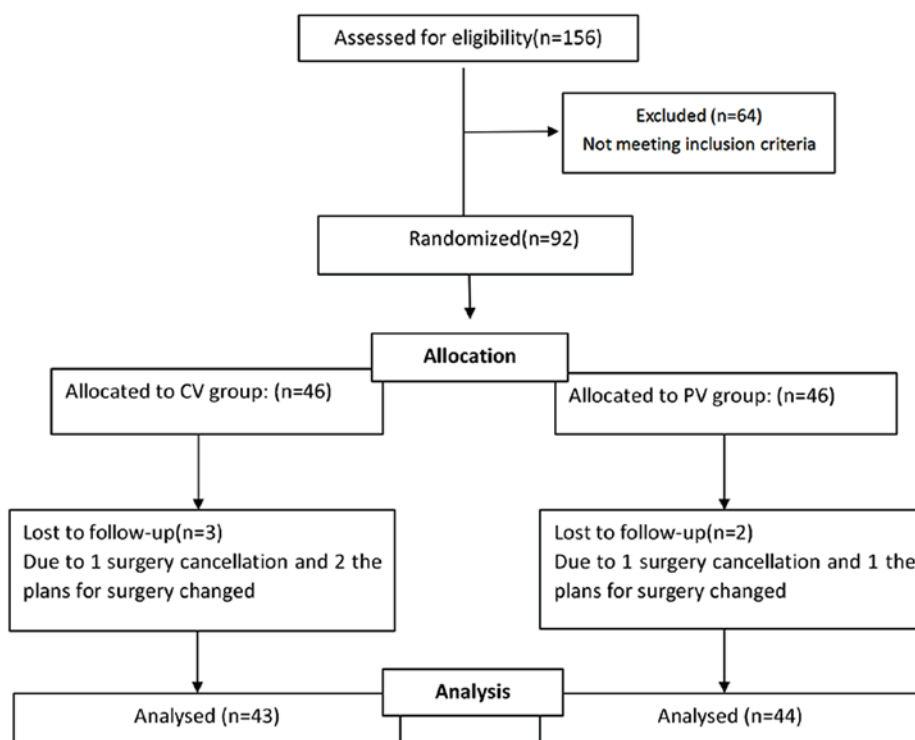 Assessed for eligibility(n=156)
Excluded (n=64)
Not meeting inclusion criteria
Randomized(n=92)
Allocation
Allocated to CV group: (n=46)
Allocated to PV group: (n=46)
Lost to follow-up(n=3)
Due to 1 surgery cancellation and 2 the
plans for surgery changed
Lost to follow-up(n=2)
Due to 1 surgery cancellation and 1 the
plans for surgery changed
Analysis
Analysed (n=43)
Analysed (n=44)